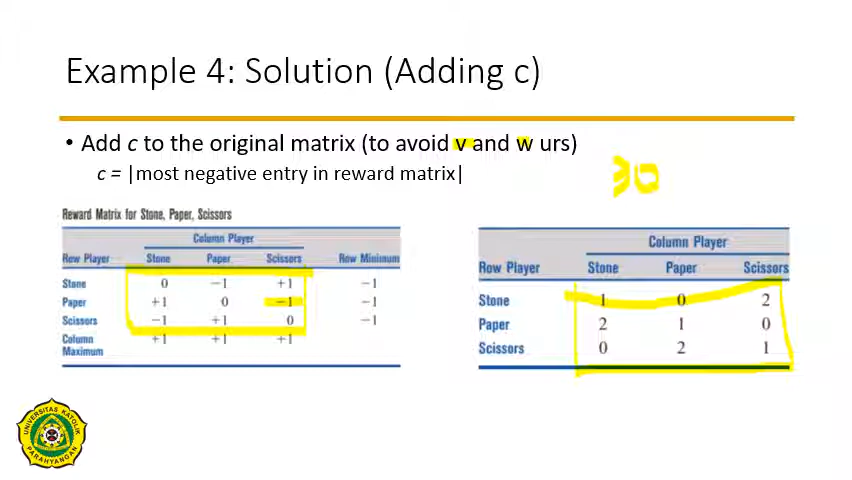 Example 4: Solution (Adding c)
• Add c to the original matrix (to avoid v and w urs)
c = |most negative entry in reward matrix|
Reward Matrix for Stone, Paper, Scissors
Column Player
Row Player Stone Paper Scissors Row Minimum
Stone 0 −1 +1 −1
Paper +1 0 −1 −1
Scissors −1 +1 0 −1
Column Maximum +1 +1 +1
Column Player
Row Player Stone Paper Scissors
Stone 1 0 2
Paper 2 1 0
Scissors 0 2 1
UNIVERSITAS KATOLIK
PARAHYANGAN